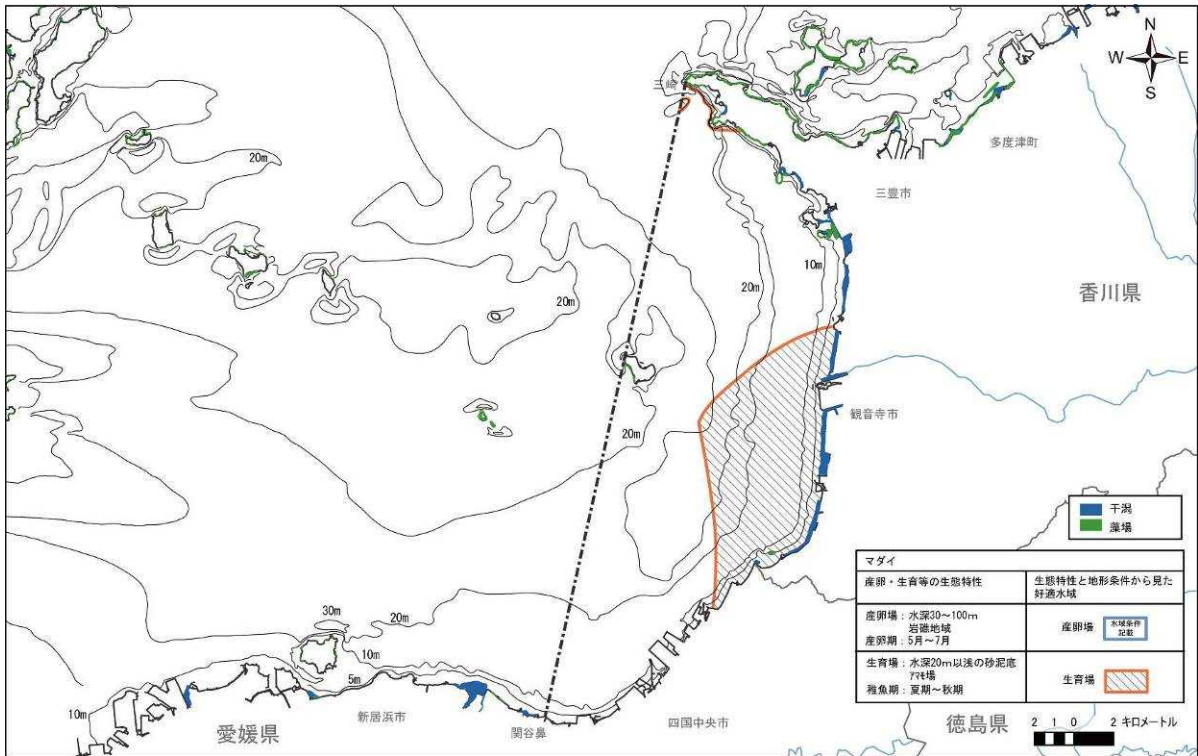 N
W E
S
三崎
多度津町
20m
三豊市
10m
20m
香川県
20m
観音寺市
20m
干潟
藻場
マダイ
産卵・生育等の生態特性
生態特性と地形条件から見た
好適水域
産卵場：水深30～100m
岩礁地域
産卵期：5月～7月
産卵場
水域条件
記載
生育場：水深20m以浅の砂泥底
アマモ場
稚魚期：夏期～秋期
生育場
30m
20m
10m
5m
10m
新居浜市
愛媛県
関谷鼻
四国中央市
徳島県
2 1 0 2 キロメートル